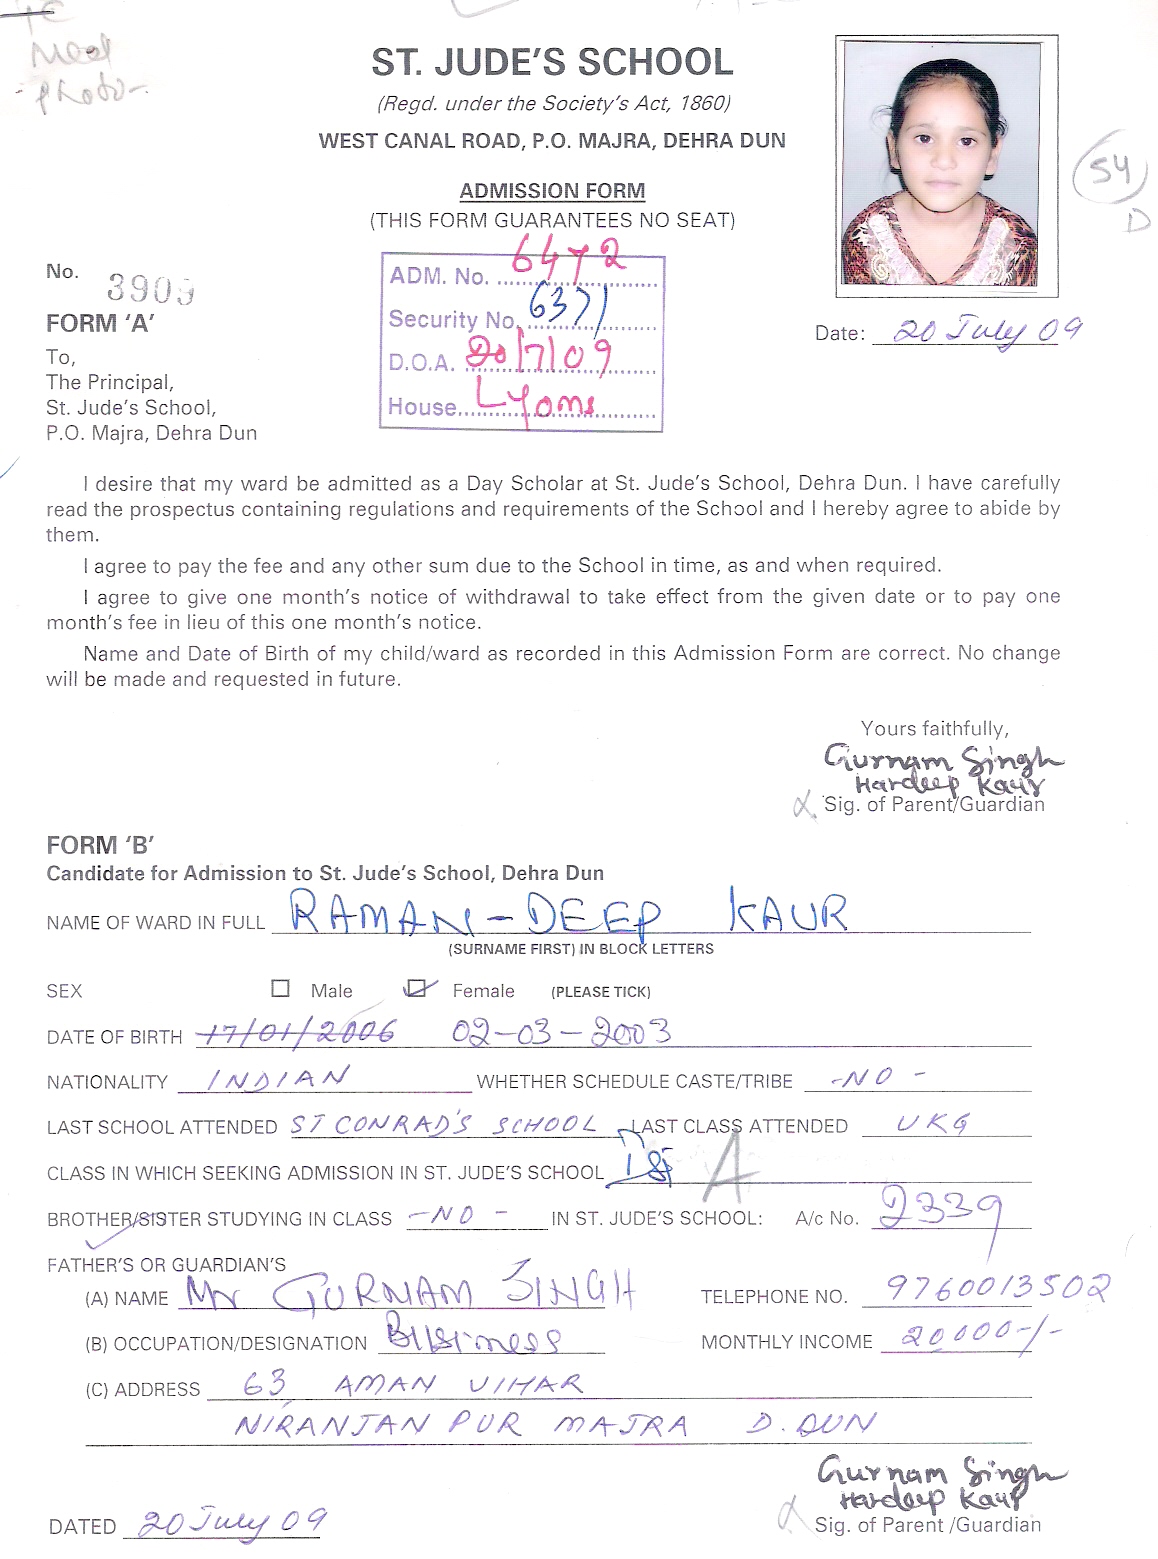 TC
Need
-photo-.
ST. JUDE'S SCHOOL
(Regd. under the Society's Act, 1860)
WEST CANAL ROAD, P.O. MAJRA, DEHRA DUN
ADMISSION FORM
(THIS FORM GUARANTEES NO SEAT)
54
D
No. 3909
ADM. No. 6472
Security No. 6371
D.O.A. 20/7/09
House Lyons
FORM 'A'
Date: 20 July 09
To,
The Principal,
St. Jude's School,
P.O. Majra, Dehra Dun
I desire that my ward be admitted as a Day Scholar at St. Jude's School, Dehra Dun. I have carefully
read the prospectus containing regulations and requirements of the School and I hereby agree to abide by
them.
I agree to pay the fee and any other sum due to the School in time, as and when required.
I agree to give one month's notice of withdrawal to take effect from the given date or to pay one
month's fee in lieu of this one month's notice.
Name and Date of Birth of my child/ward as recorded in this Admission Form are correct. No change
will be made and requested in future.
Yours faithfully,
Gurnam Singh
Hardeep Kaur
Sig. of Parent/Guardian
FORM 'B'
Candidate for Admission to St. Jude's School, Dehra Dun
NAME OF WARD IN FULL RAMAN-DEEP KAUR
(SURNAME FIRST) IN BLOCK LETTERS
SEX Male Female (PLEASE TICK)
DATE OF BIRTH 17/01/2006 02-03-2003
NATIONALITY INDIAN WHETHER SCHEDULE CASTE/TRIBE -NO-
LAST SCHOOL ATTENDED ST CONRAD'S SCHOOL LAST CLASS ATTENDED UKG
CLASS IN WHICH SEEKING ADMISSION IN ST. JUDE'S SCHOOL Ist A
BROTHER/SISTER STUDYING IN CLASS -NO- IN ST. JUDE'S SCHOOL: A/c No. 2339
FATHER'S OR GUARDIAN'S
(A) NAME Mr GURNAM SINGH TELEPHONE NO. 9760013502
(B) OCCUPATION/DESIGNATION Business MONTHLY INCOME 20000-/-
(C) ADDRESS 63 AMAN VIHAR
NIRANJAN PUR MAJRA D. DUN
Gurnam Singh
Hardeep Kaur
DATED 20 July 09 Sig. of Parent /Guardian